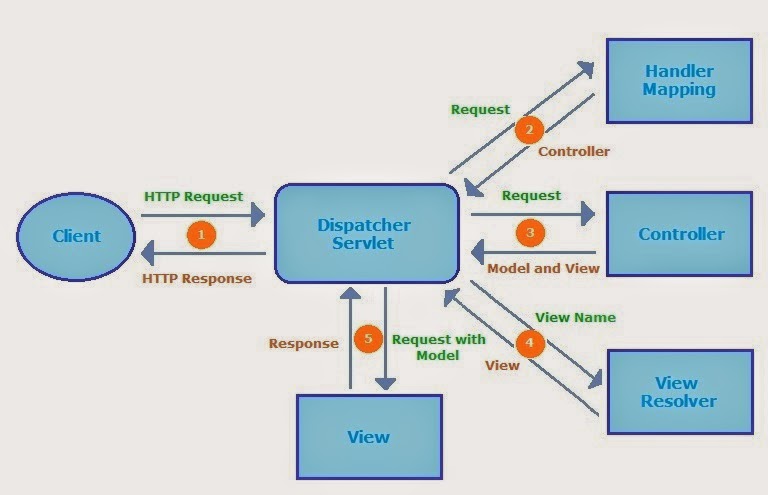 Handler
Mapping
Request
2
Controller
HTTP Request
Client
1
HTTP Response
Dispatcher
Servlet
Request
3
Model and View
Controller
View Name
4
View
View
Resolver
Response
5
Request with
Model
View